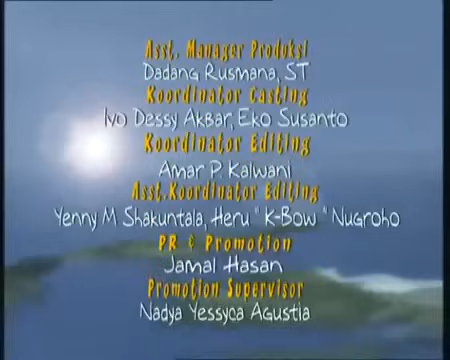 Asst. Manager Produksi
Dadang Rusmana, ST
Koordinator Casting
Ivo Dessy Akbar, Eko Susanto
Koordinator Editing
Amar P. Kalwani
Asst.Koordinator Editing
Yenny M Shakuntala, Heru " K-Bow " Nugroho
PR & Promotion
Jamal Hasan
Promotion Supervisor
Nadya Yessyca Agustia